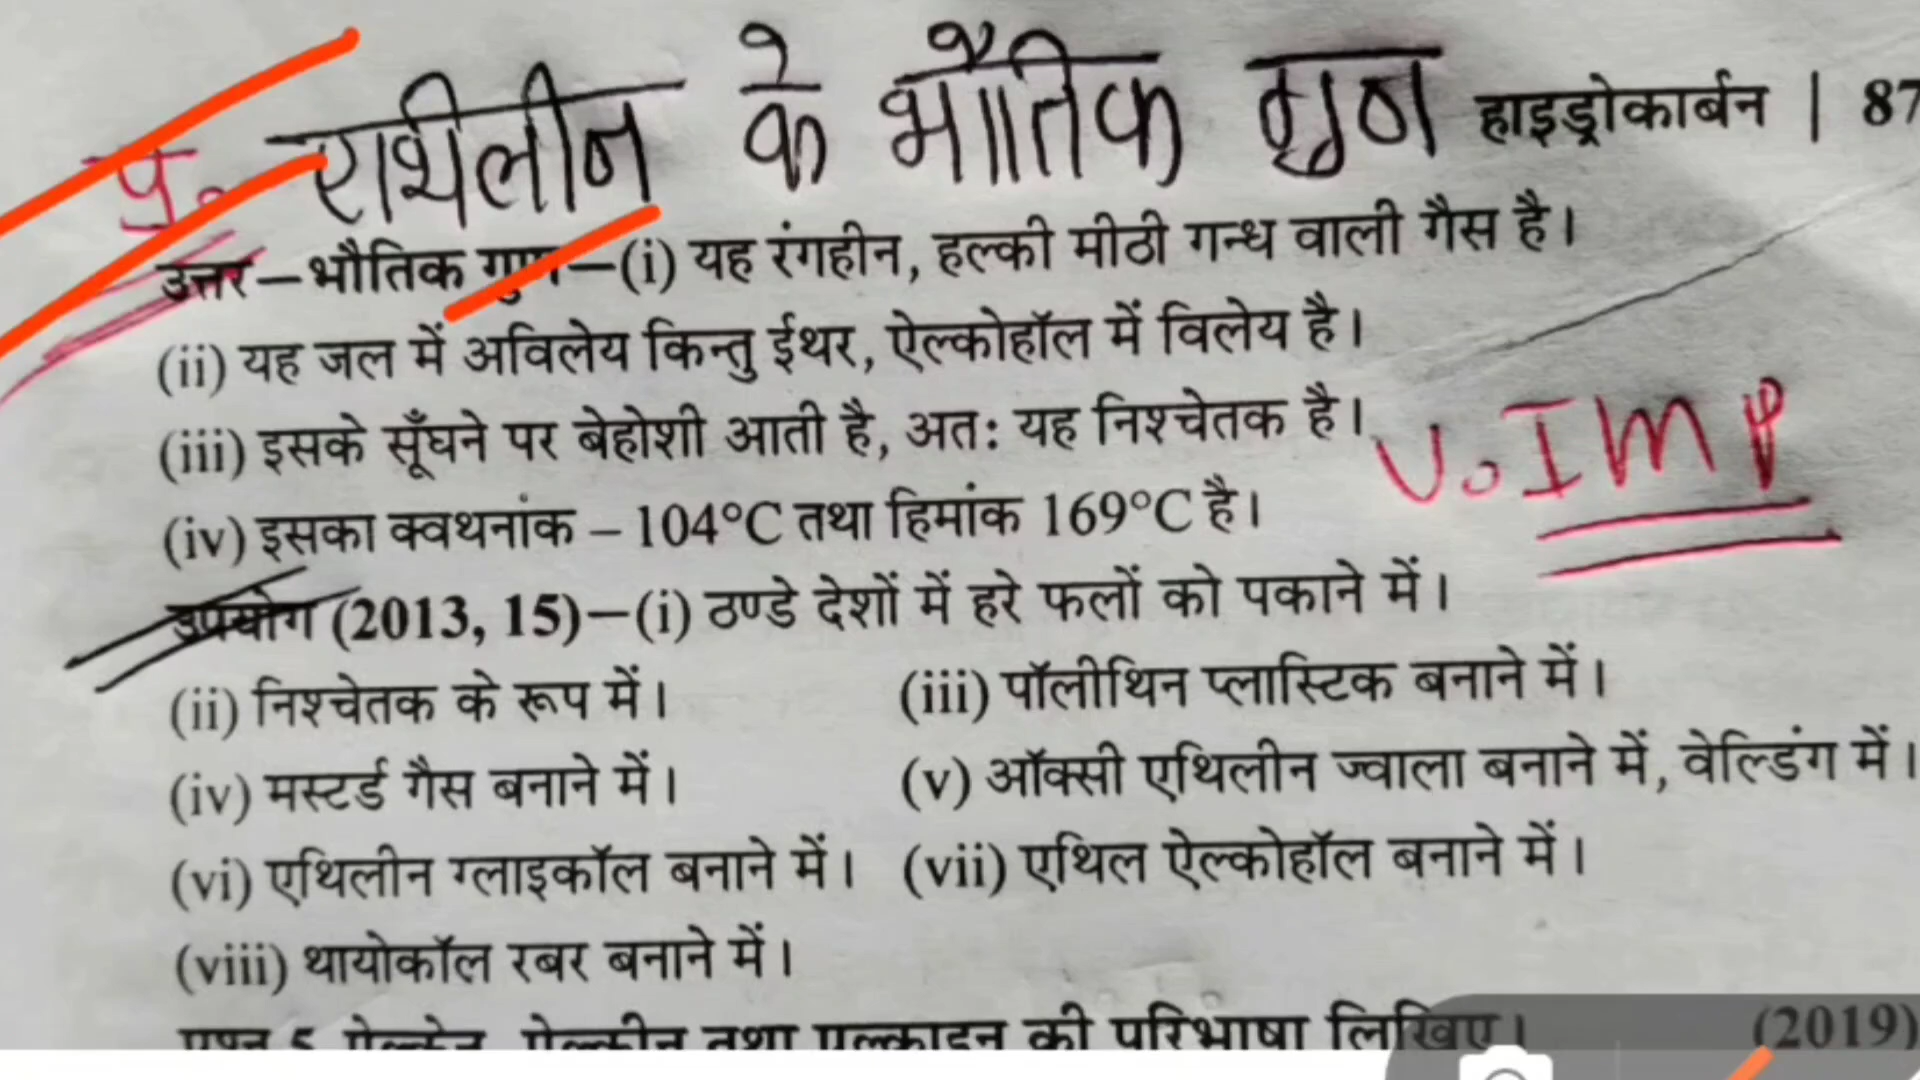 प्र. एथिलीन के भौतिक गुण हाइड्रोकार्बन | 87
उत्तर–भौतिक गुण–(i) यह रंगहीन, हल्की मीठी गन्ध वाली गैस है।
(ii) यह जल में अविलेय किन्तु ईथर, ऐल्कोहॉल में विलेय है।
(iii) इसके सूँघने पर बेहोशी आती है, अतः यह निश्चेतक है।
V. IMP
(iv) इसका क्वथनांक – 104°C तथा हिमांक 169°C है।
उपयोग (2013, 15)–(i) ठण्डे देशों में हरे फलों को पकाने में।
(ii) निश्चेतक के रूप में। (iii) पॉलीथिन प्लास्टिक बनाने में।
(iv) मस्टर्ड गैस बनाने में। (v) ऑक्सी एथिलीन ज्वाला बनाने में, वेल्डिंग में।
(vi) एथिलीन ग्लाइकॉल बनाने में। (vii) एथिल ऐल्कोहॉल बनाने में।
(viii) थायोकॉल रबर बनाने में।
तथा की परिभाषा लिखिए। (2019)